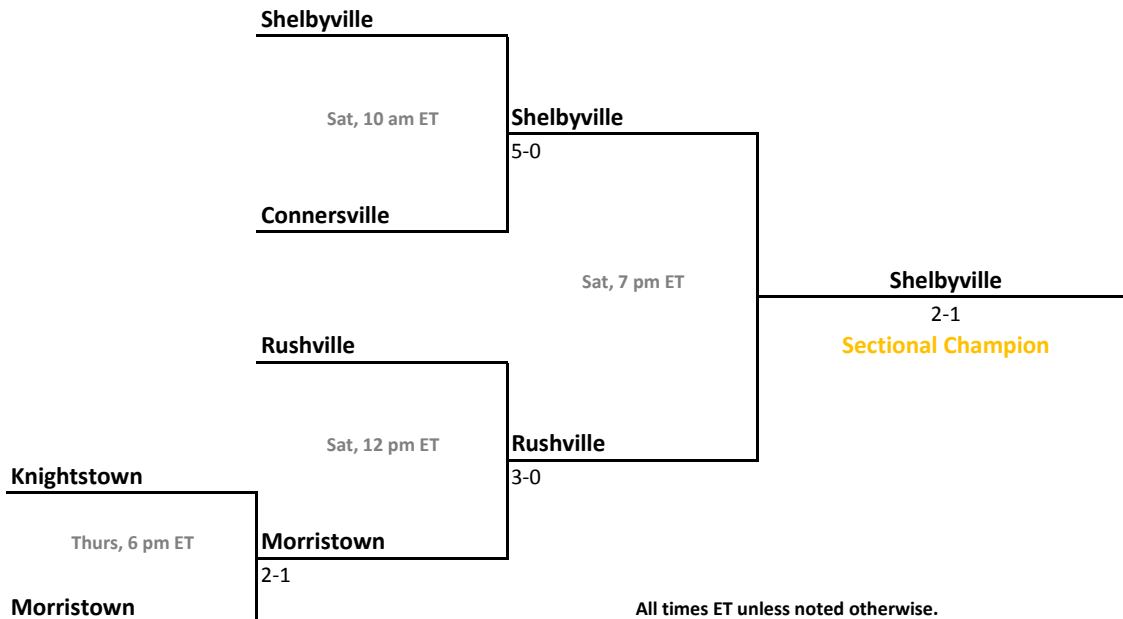 Shelbyville
Sat, 10 am ET
Shelbyville
5-0
Connersville
Sat, 7 pm ET
Shelbyville
2-1
Sectional Champion
Rushville
Sat, 12 pm ET
Rushville
3-0
Knightstown
Thurs, 6 pm ET
Morristown
2-1
Morristown
All times ET unless noted otherwise.